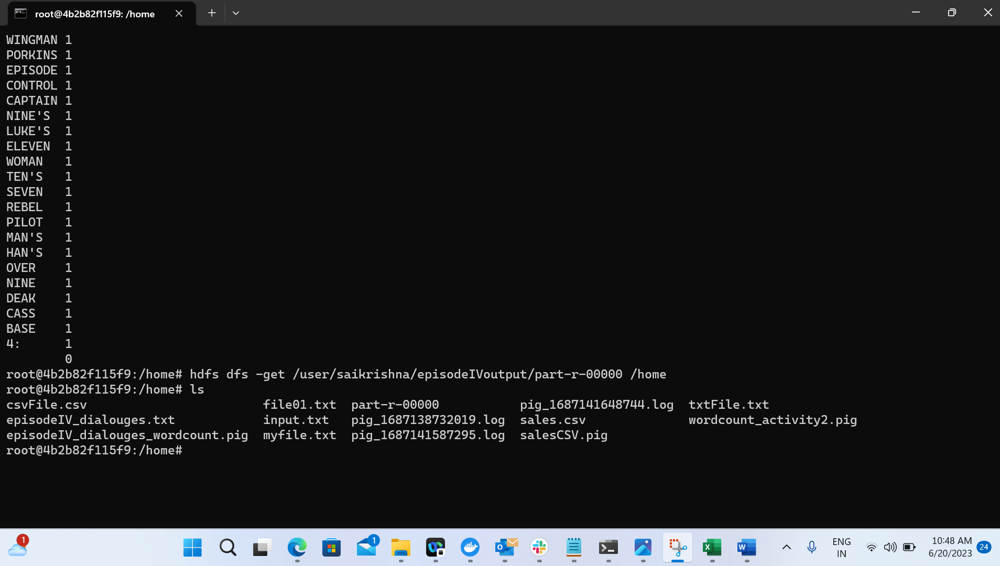 root@4b2b82f115f9: /home
WINGMAN 1
PORKINS 1
EPISODE 1
CONTROL 1
CAPTAIN 1
NINE'S  1
LUKE'S  1
ELEVEN  1
WOMAN   1
TEN'S   1
SEVEN   1
REBEL   1
PILOT   1
MAN'S   1
HAN'S   1
OVER    1
NINE    1
DEAK    1
CASS    1
BASE    1
4:      1
        0
root@4b2b82f115f9:/home# hdfs dfs -get /user/saikrishna/episodeIVoutput/part-r-00000 /home
root@4b2b82f115f9:/home# ls
csvFile.csv                        file01.txt  part-r-00000           pig_1687141648744.log  txtFile.txt
episodeIV_dialouges.txt            input.txt   pig_1687138732019.log  sales.csv              wordcount_activity2.pig
episodeIV_dialouges_wordcount.pig  myfile.txt  pig_1687141587295.log  salesCSV.pig
root@4b2b82f115f9:/home#
1
1
ENG
IN
10:48 AM
6/20/2023
24